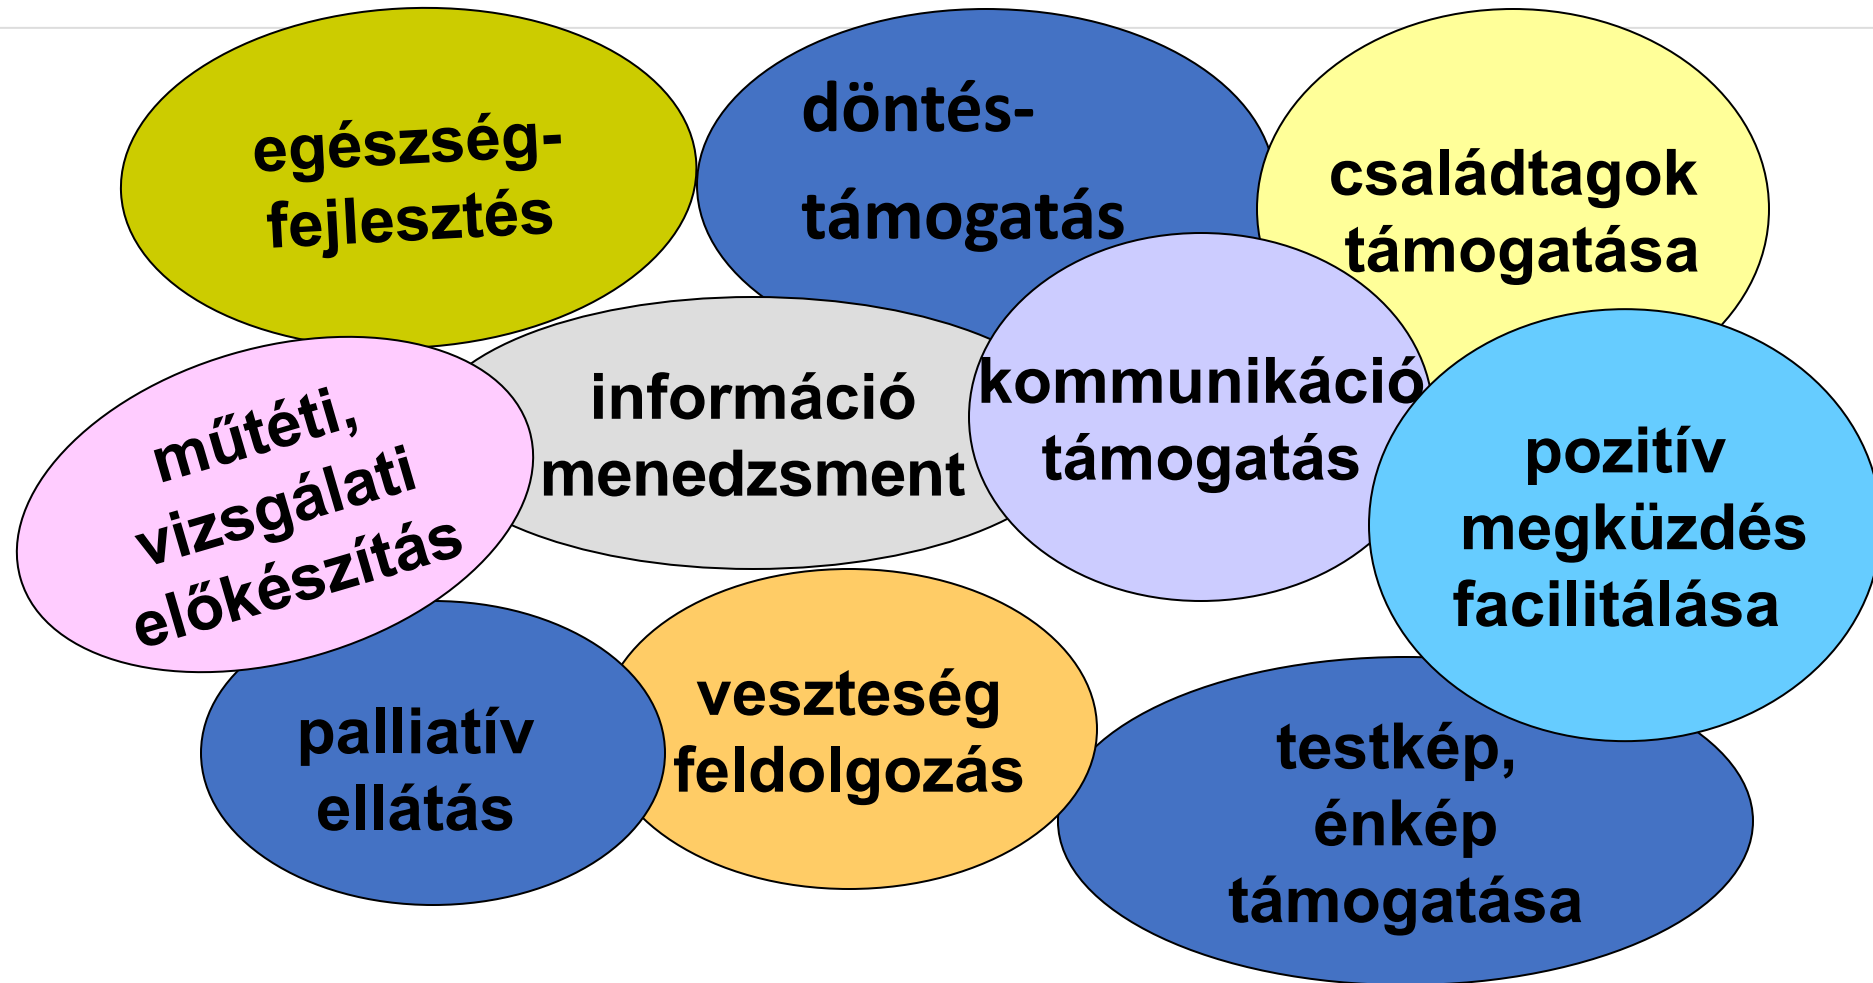 egészség-
fejlesztés
döntés-
támogatás
családtagok
támogatása
információ
menedzsment
kommunikáció
támogatás
műtéti,
vizsgálati
előkészítás
pozitív
megküzdés
facilitálása
palliatív
ellátás
veszteség
feldolgozás
testkép,
énkép
támogatása